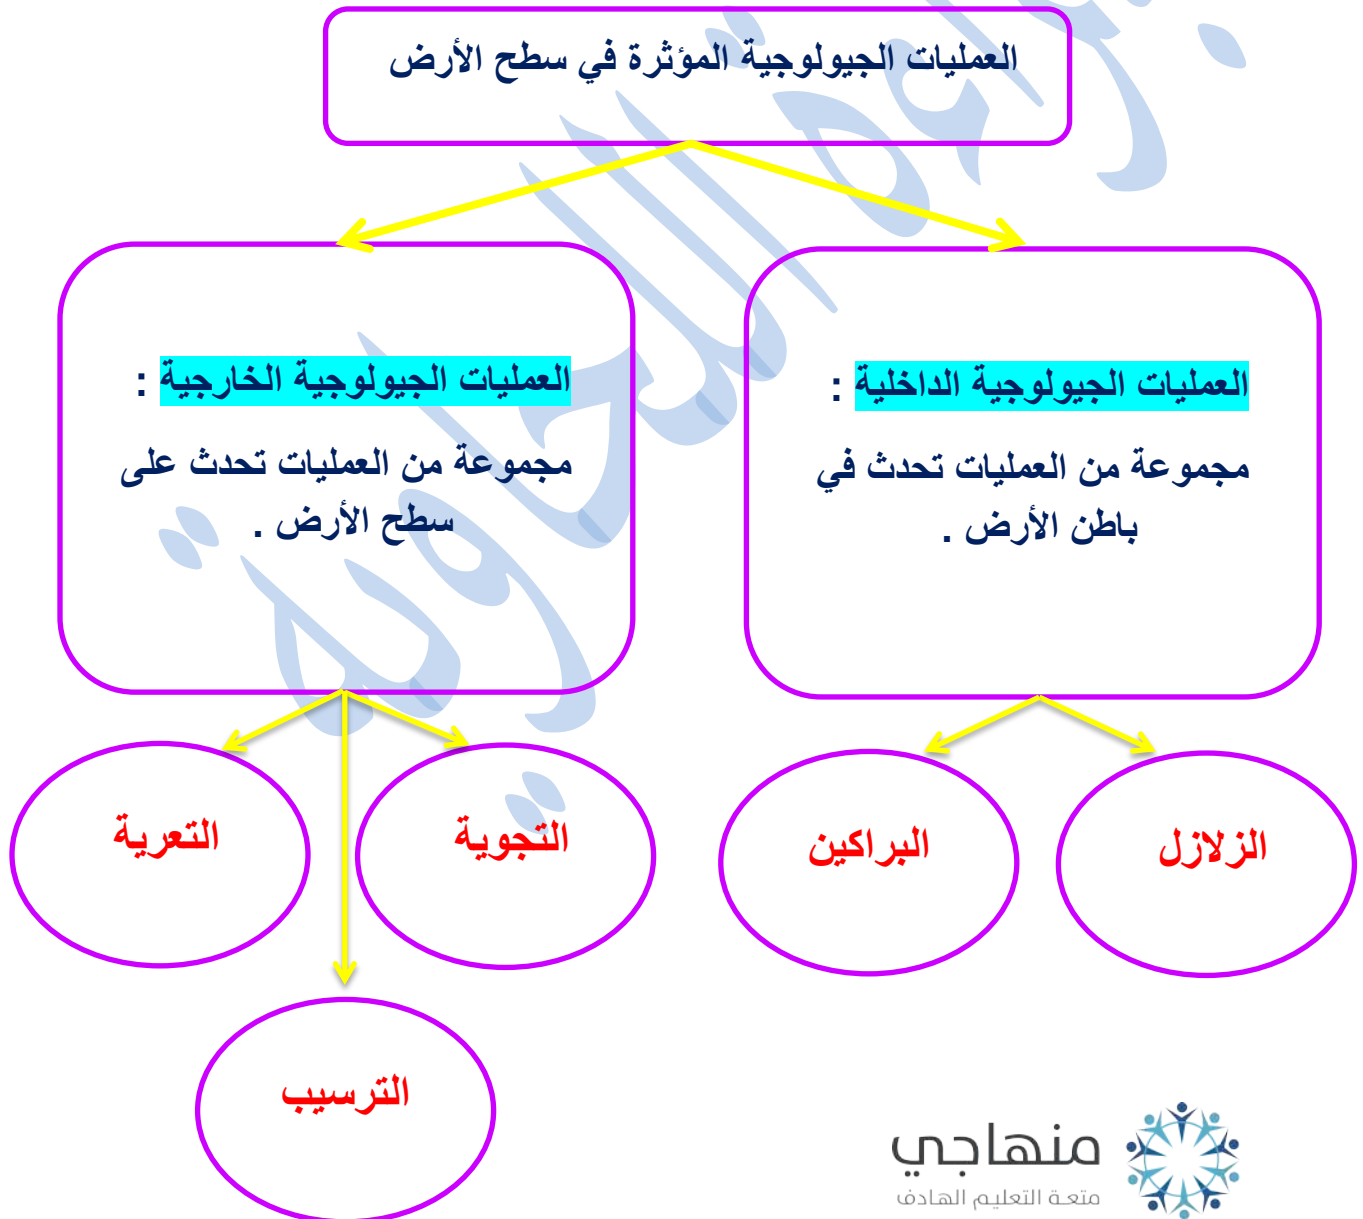 العمليات الجيولوجية المؤثرة في سطح الأرض
العمليات الجيولوجية الداخلية :
مجموعة من العمليات تحدث في
باطن الأرض .
العمليات الجيولوجية الخارجية :
مجموعة من العمليات تحدث على
سطح الأرض .
الزلازل
البراكين
التجوية
التعرية
الترسيب
منهاجي
متعة التعليم الهادف